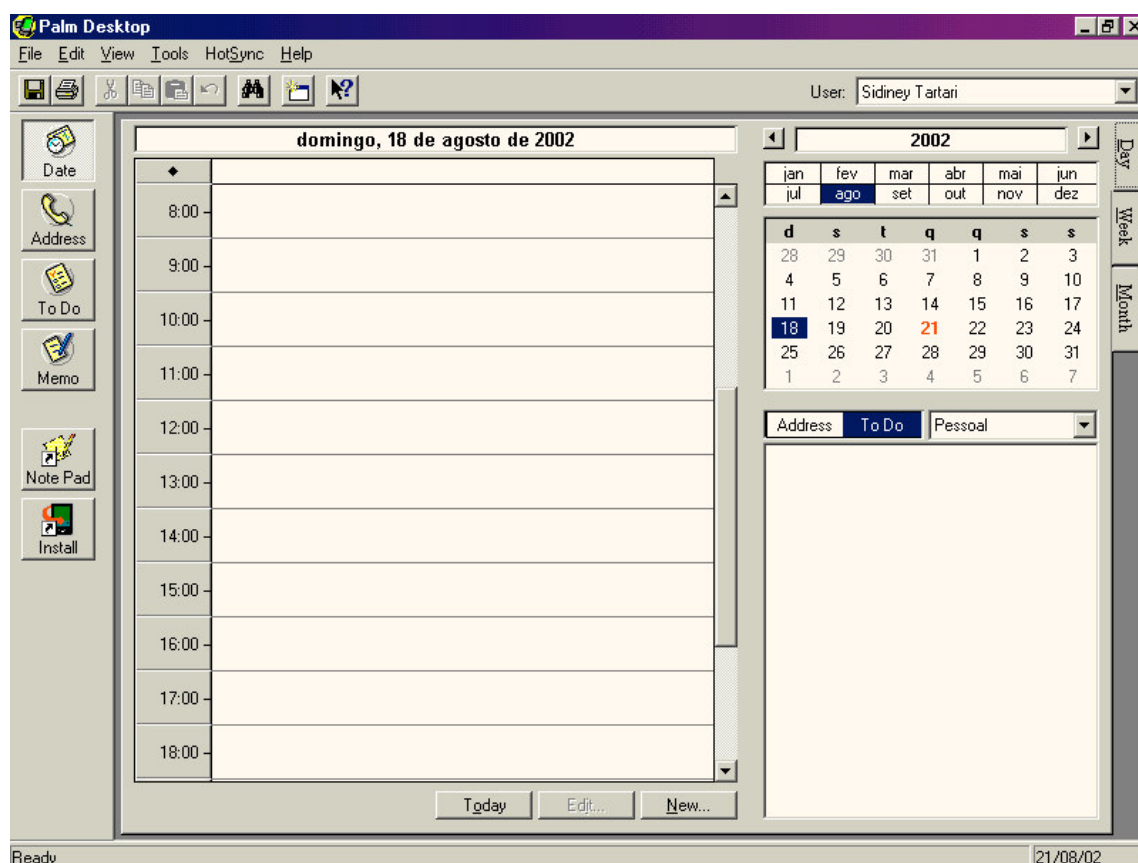 Palm Desktop
File Edit View Tools HotSync Help
User: Sidiney Tartari
Date
Address
To Do
Memo
Note Pad
Install
domingo, 18 de agosto de 2002
8:00
9:00
10:00
11:00
12:00
13:00
14:00
15:00
16:00
17:00
18:00
Today Edit... New...
2002
jan fev mar abr mai jun
jul ago set out nov dez
d s t q q s s
28 29 30 31 1 2 3
4 5 6 7 8 9 10
11 12 13 14 15 16 17
18 19 20 21 22 23 24
25 26 27 28 29 30 31
1 2 3 4 5 6 7
Address To Do Pessoal
Day
Week
Month
Ready 21/08/02